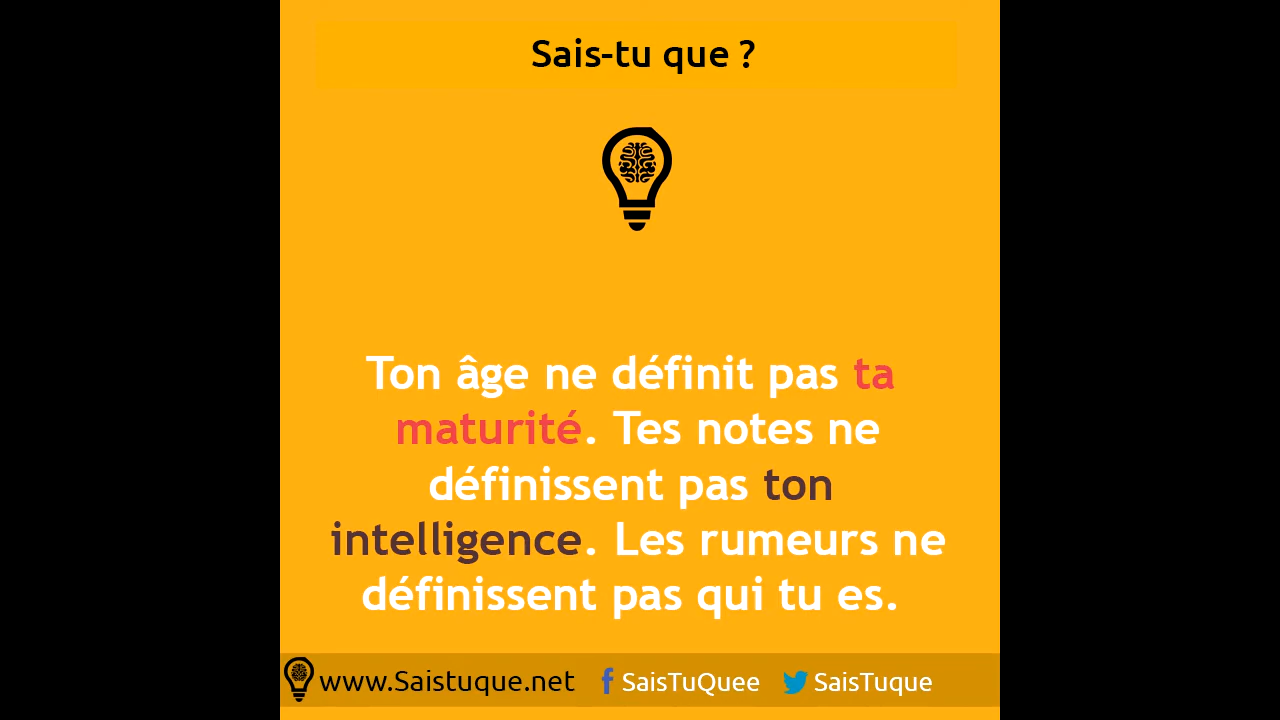 Sais-tu que ?
Ton âge ne définit pas ta
maturité. Tes notes ne
définissent pas ton
intelligence. Les rumeurs ne
définissent pas qui tu es.
www.Saistuque.net SaisTuQuee SaisTuque